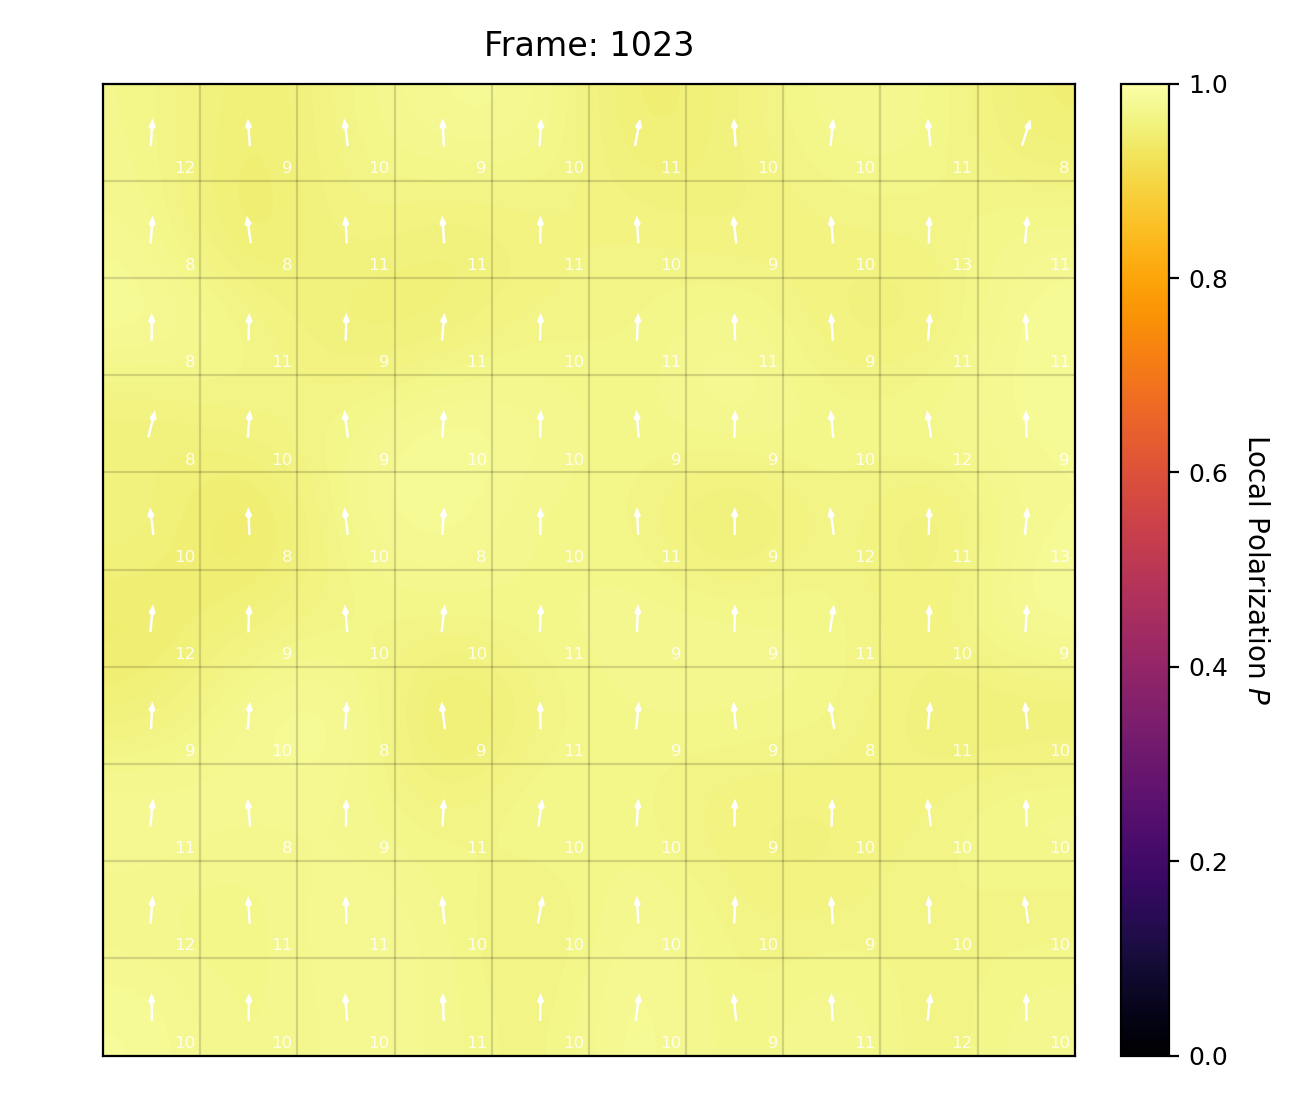 Frame: 1023
12 9 10 9 10 11 10 10 11 8
8 8 11 11 11 10 9 10 13 11
8 11 9 11 10 11 11 9 11 11
8 10 9 10 10 9 9 10 12 9
10 8 10 8 10 11 9 12 11 13
12 9 10 10 11 9 9 11 10 9
9 10 8 9 11 9 9 8 11 10
11 8 9 11 10 10 9 10 10 10
12 11 11 10 10 10 10 9 10 10
10 10 10 11 10 10 9 11 12 10
1.0
0.8
0.6
0.4
0.2
0.0
Local Polarization P